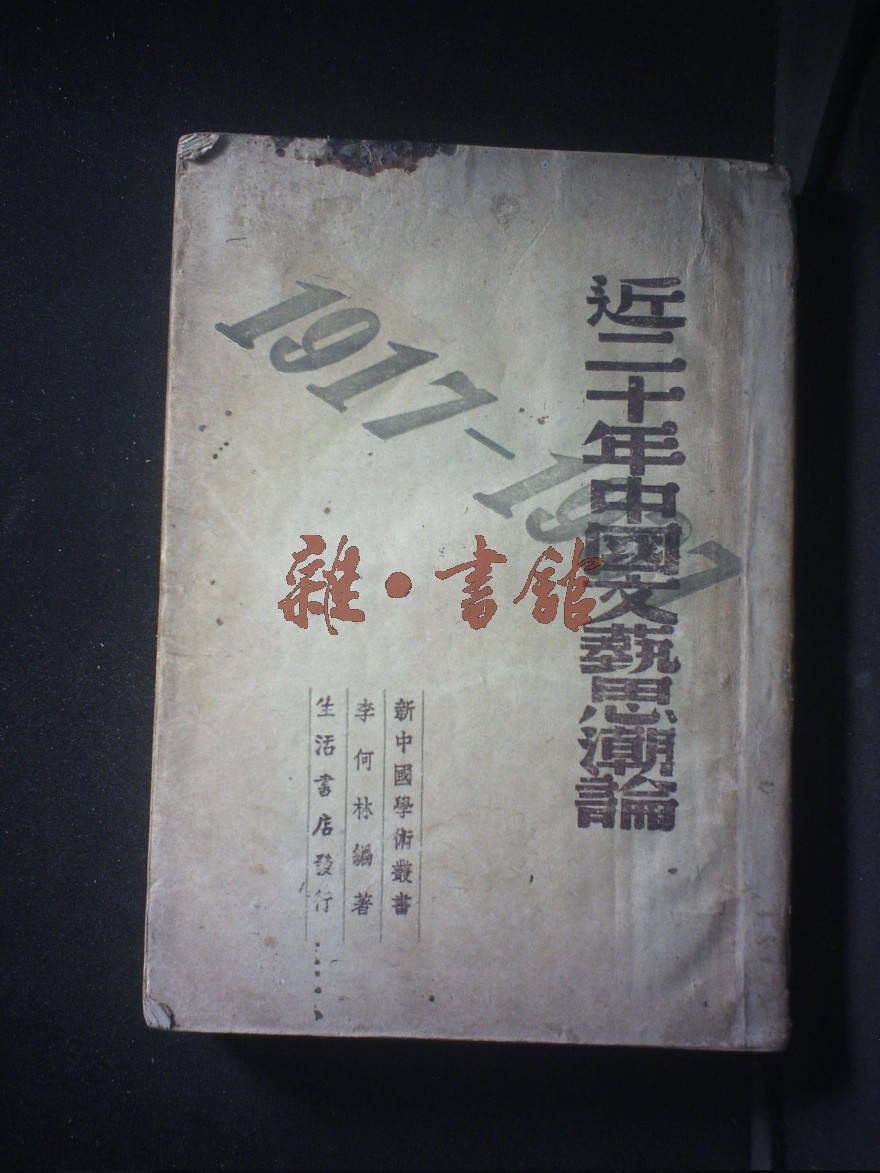 近二十年中國文藝思潮論
1917-1937
新中國學術叢書
李何林編著
生活書店發行
雜·書館